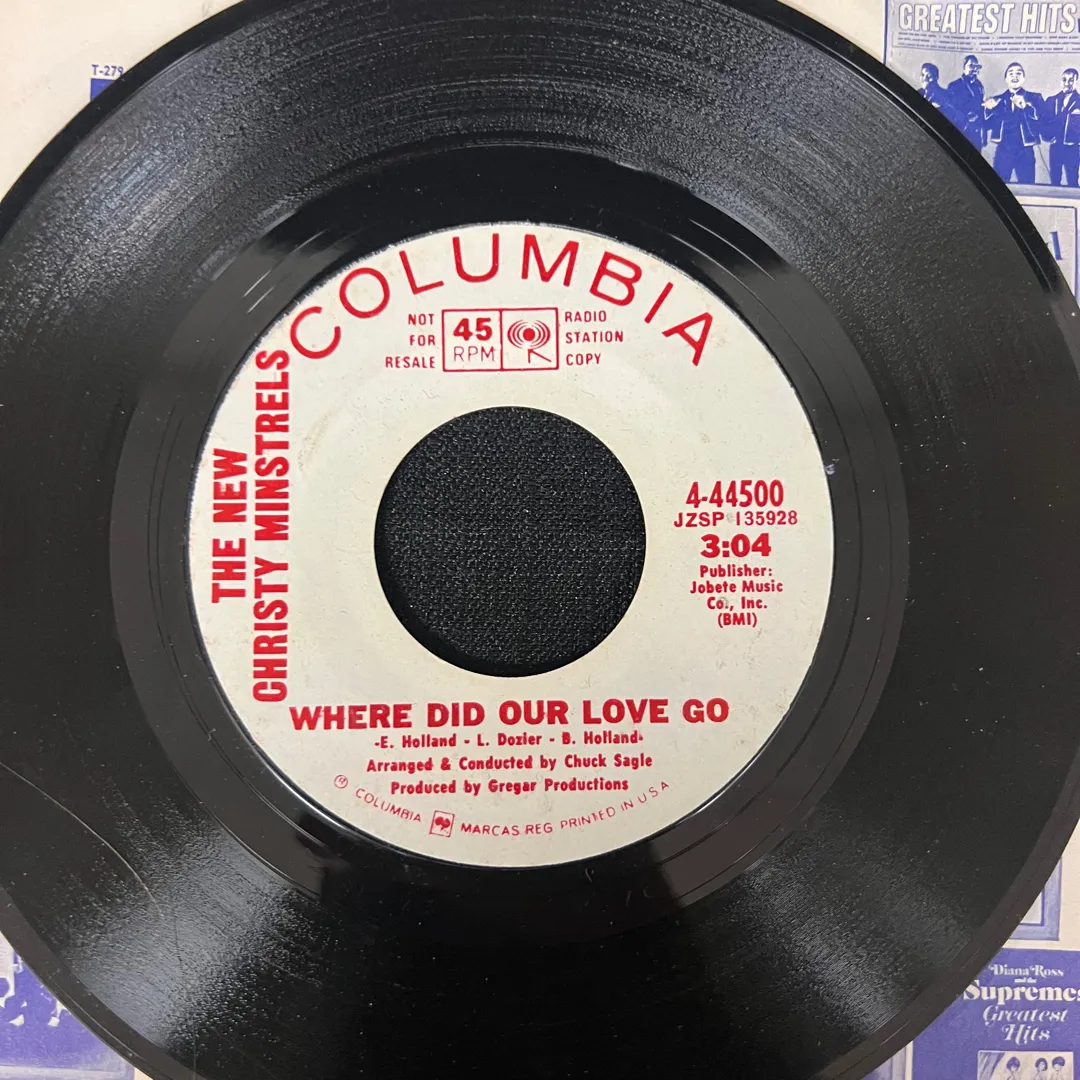 GREATEST HITS
T-279
COLUMBIA
NOT
FOR
RESALE
45
RPM
RADIO
STATION
COPY
THE NEW
CHRISTY MINSTRELS
4-44500
JZSP 135928
3:04
Publisher:
Jobete Music
Co., Inc.
(BMI)
WHERE DID OUR LOVE GO
-E. Holland - L. Dozier - B. Holland-
Arranged & Conducted by Chuck Sagle
Produced by Gregar Productions
℗ COLUMBIA MARCAS REG PRINTED IN U S A
Diana Ross
and the
Supremes
Greatest
Hits